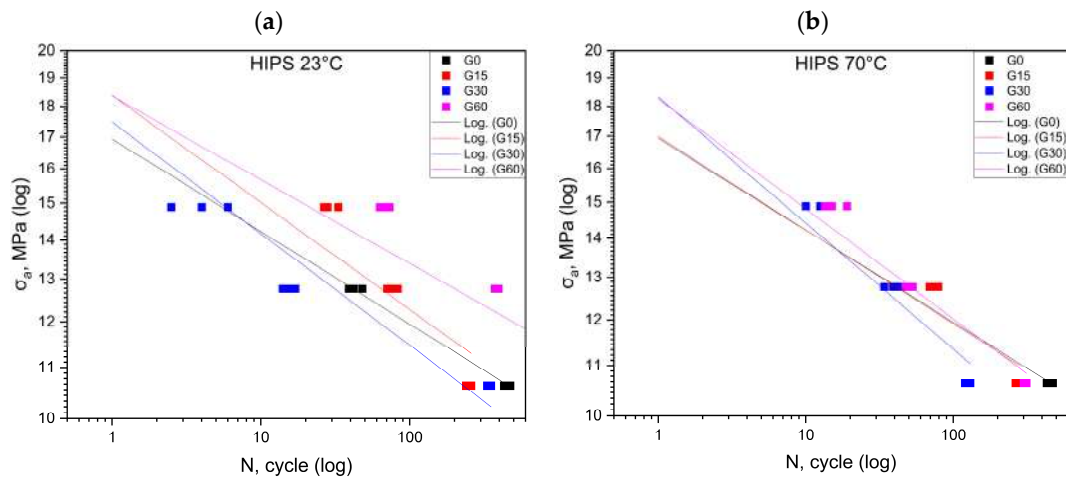 (a)
HIPS 23°C
G0
G15
G30
G60
Log. (G0)
Log. (G15)
Log. (G30)
Log. (G60)
20
19
18
17
16
15
14
13
12
11
10
σa, MPa (log)
1
10
100
N, cycle (log)
(b)
HIPS 70°C
G0
G15
G30
G60
Log. (G0)
Log. (G15)
Log. (G30)
Log. (G60)
20
19
18
17
16
15
14
13
12
11
10
σa, MPa (log)
1
10
100
N, cycle (log)